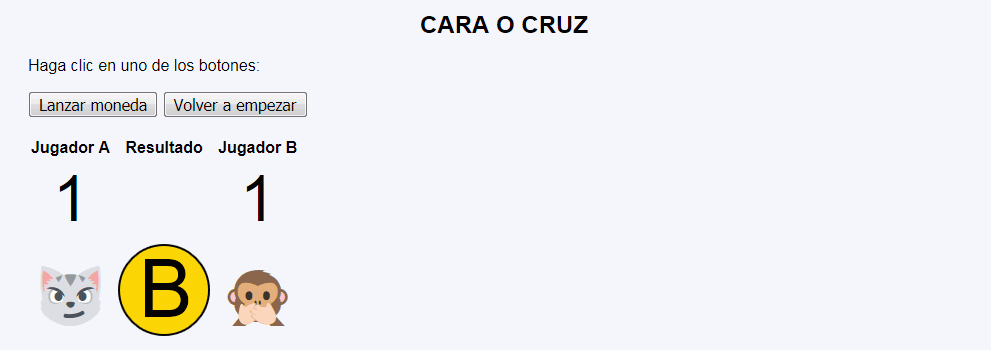 CARA O CRUZ
Haga clic en uno de los botones:
Lanzar moneda Volver a empezar
Jugador A Resultado Jugador B
1 1
B